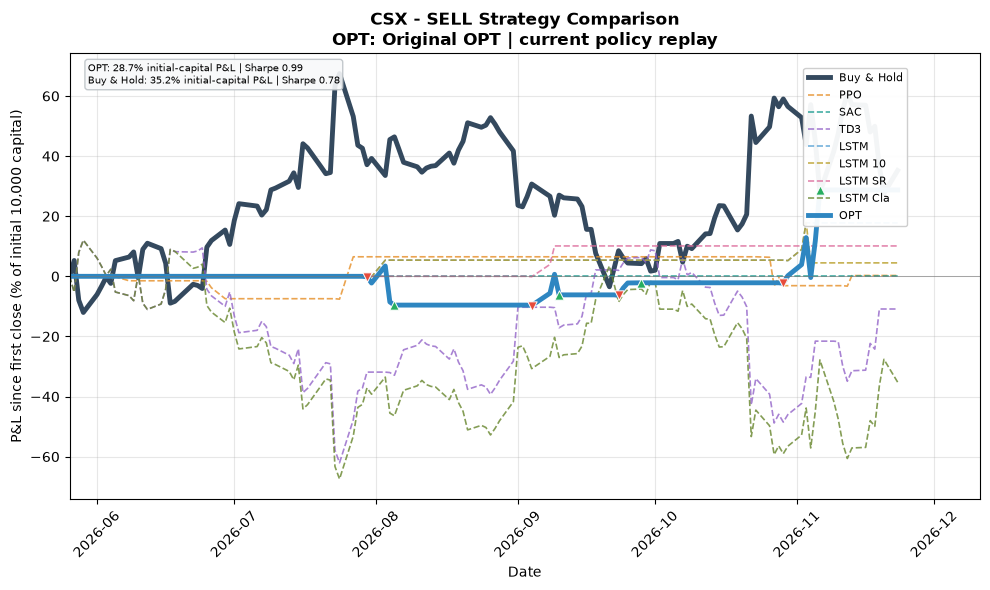 CSX - SELL Strategy Comparison
OPT: Original OPT | current policy replay
OPT: 28.7% initial-capital P&L | Sharpe 0.99
Buy & Hold: 35.2% initial-capital P&L | Sharpe 0.78
Buy & Hold
PPO
SAC
TD3
LSTM
LSTM 10
LSTM SR
LSTM Cla
OPT
P&L since first close (% of initial 10,000 capital)
60
40
20
0
−20
−40
−60
2026-06
2026-07
2026-08
2026-09
2026-10
2026-11
2026-12
Date